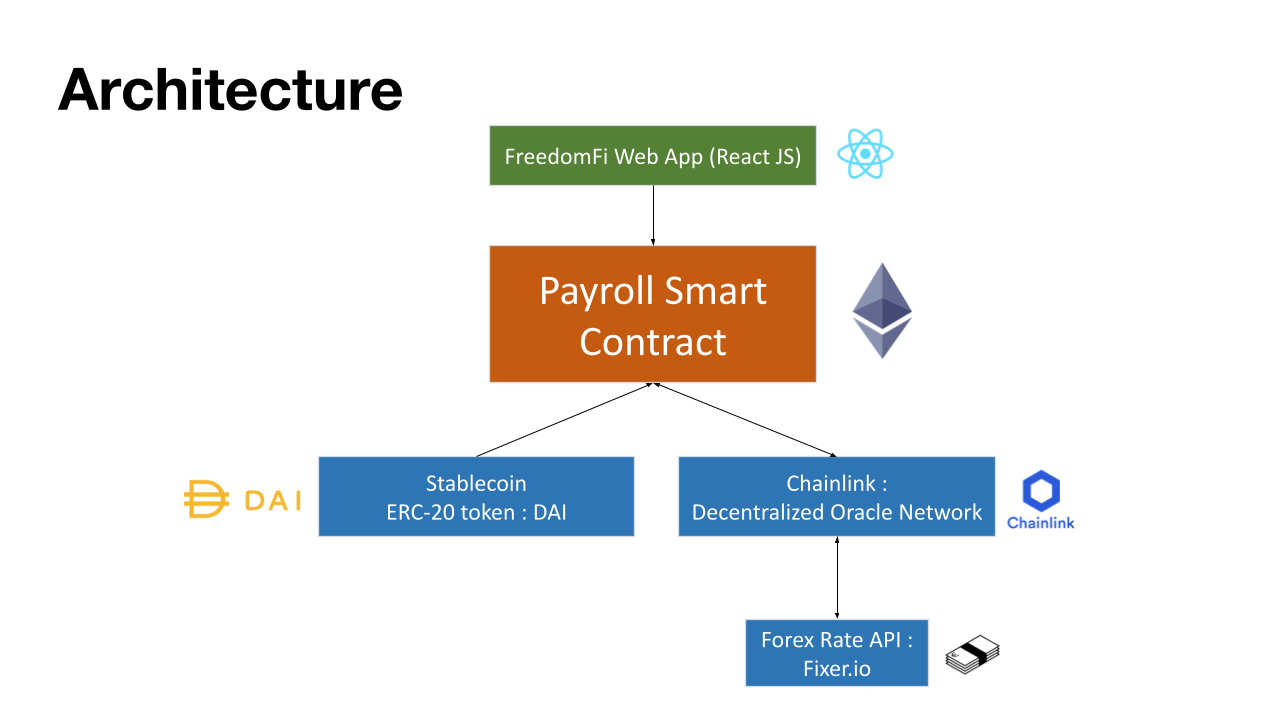 Architecture
FreedomFi Web App (React JS)
Payroll Smart
Contract
DAI
Stablecoin
ERC-20 token : DAI
Chainlink :
Decentralized Oracle Network
Chainlink
Forex Rate API :
Fixer.io